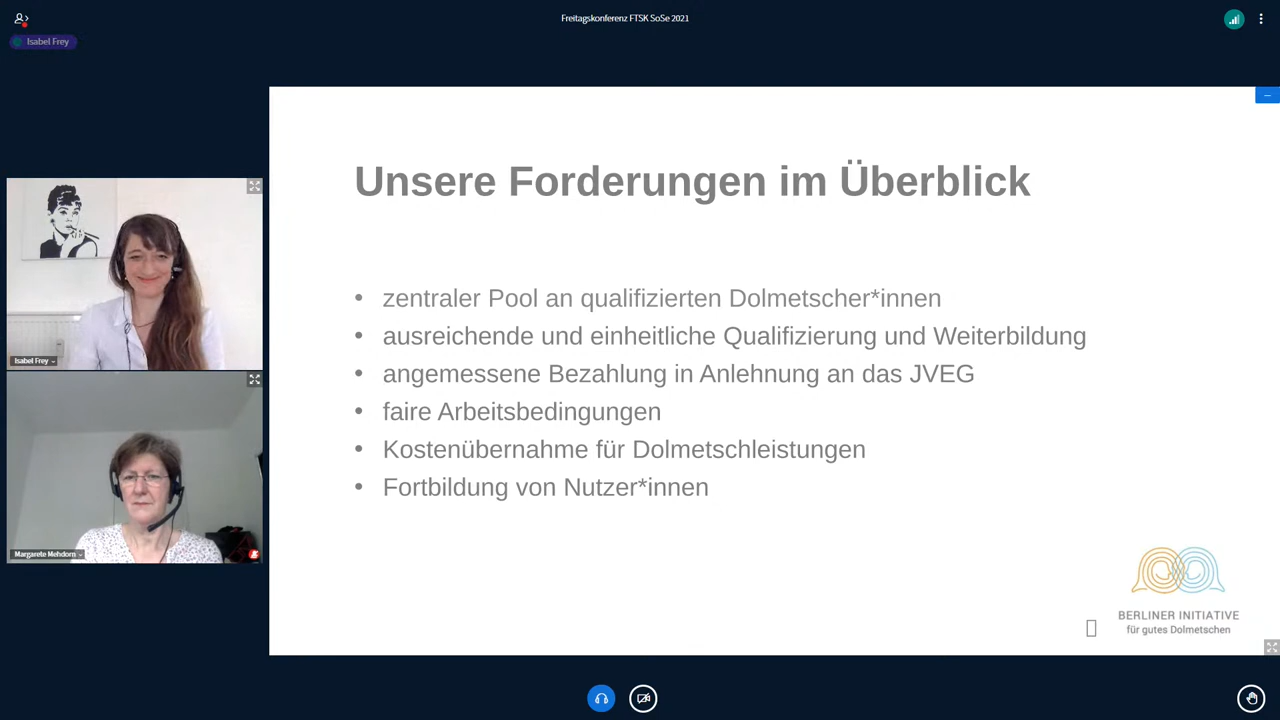 Freitagskonferenz FTSK SoSe 2021
Isabel Frey
Unsere Forderungen im Überblick
• zentraler Pool an qualifizierten Dolmetscher*innen
• ausreichende und einheitliche Qualifizierung und Weiterbildung
• angemessene Bezahlung in Anlehnung an das JVEG
• faire Arbeitsbedingungen
• Kostenübernahme für Dolmetschleistungen
• Fortbildung von Nutzer*innen
Isabel Frey
Margarete Mehdorn
BERLINER INITIATIVE
für gutes Dolmetschen